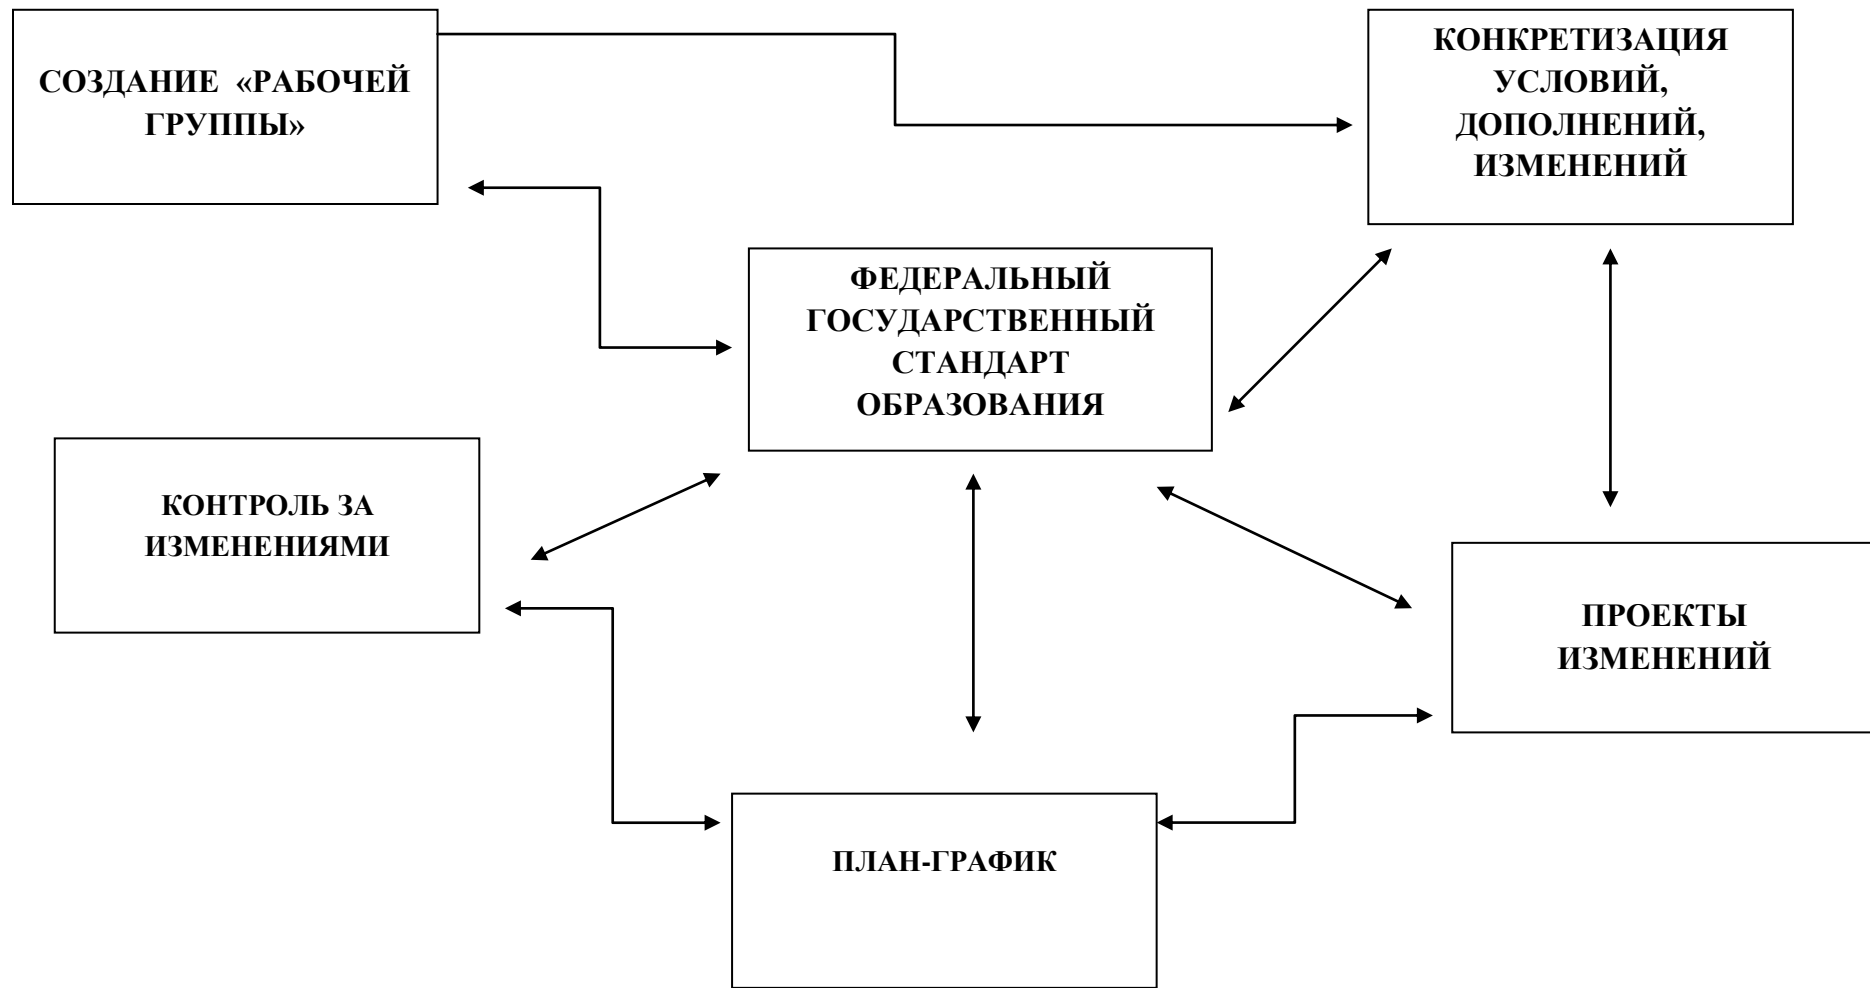 СОЗДАНИЕ «РАБОЧЕЙ
ГРУППЫ»
КОНКРЕТИЗАЦИЯ
УСЛОВИЙ,
ДОПОЛНЕНИЙ,
ИЗМЕНЕНИЙ
ФЕДЕРАЛЬНЫЙ
ГОСУДАРСТВЕННЫЙ
СТАНДАРТ
ОБРАЗОВАНИЯ
КОНТРОЛЬ ЗА
ИЗМЕНЕНИЯМИ
ПРОЕКТЫ
ИЗМЕНЕНИЙ
ПЛАН-ГРАФИК